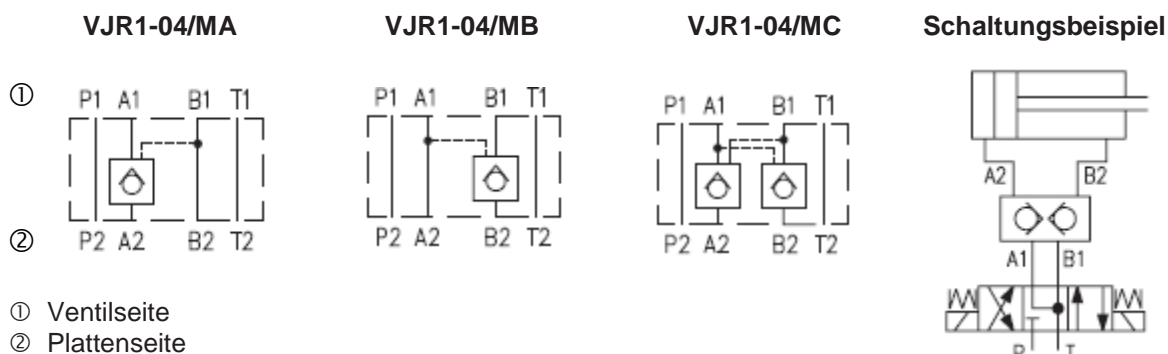 VJR1-04/MA VJR1-04/MB VJR1-04/MC Schaltungsbeispiel
① P1 A1 B1 T1 P1 A1 B1 T1 P1 A1 B1 T1
A2 B2
② P2 A2 B2 T2 P2 A2 B2 T2 P2 A2 B2 T2
A1 B1
① Ventilseite
② Plattenseite
P T